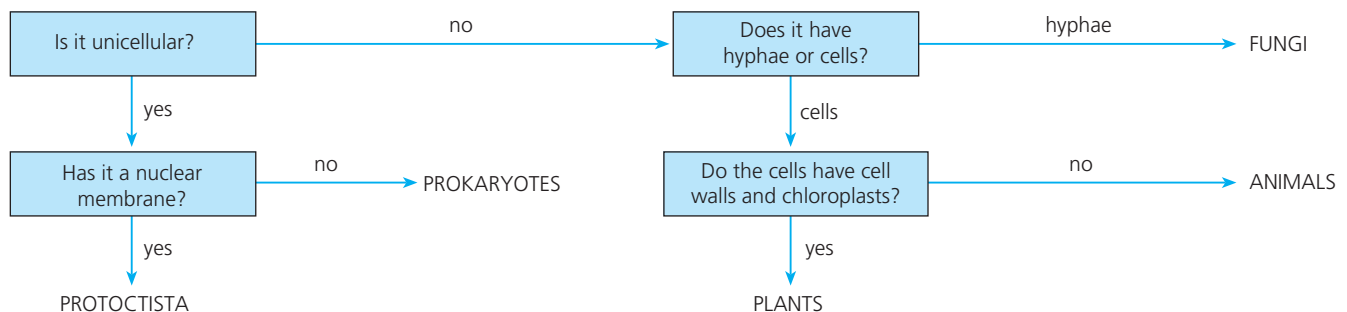 Is it unicellular?
no
Does it have
hyphae or cells?
hyphae
FUNGI
yes
cells
Has it a nuclear
membrane?
no
PROKARYOTES
Do the cells have cell
walls and chloroplasts?
no
ANIMALS
yes
yes
PROTOCTISTA
PLANTS